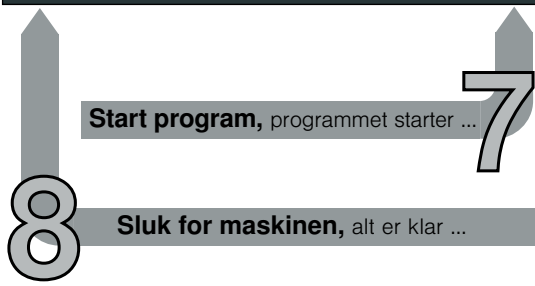 7
Start program, programmet starter ...
8
Sluk for maskinen, alt er klar ...